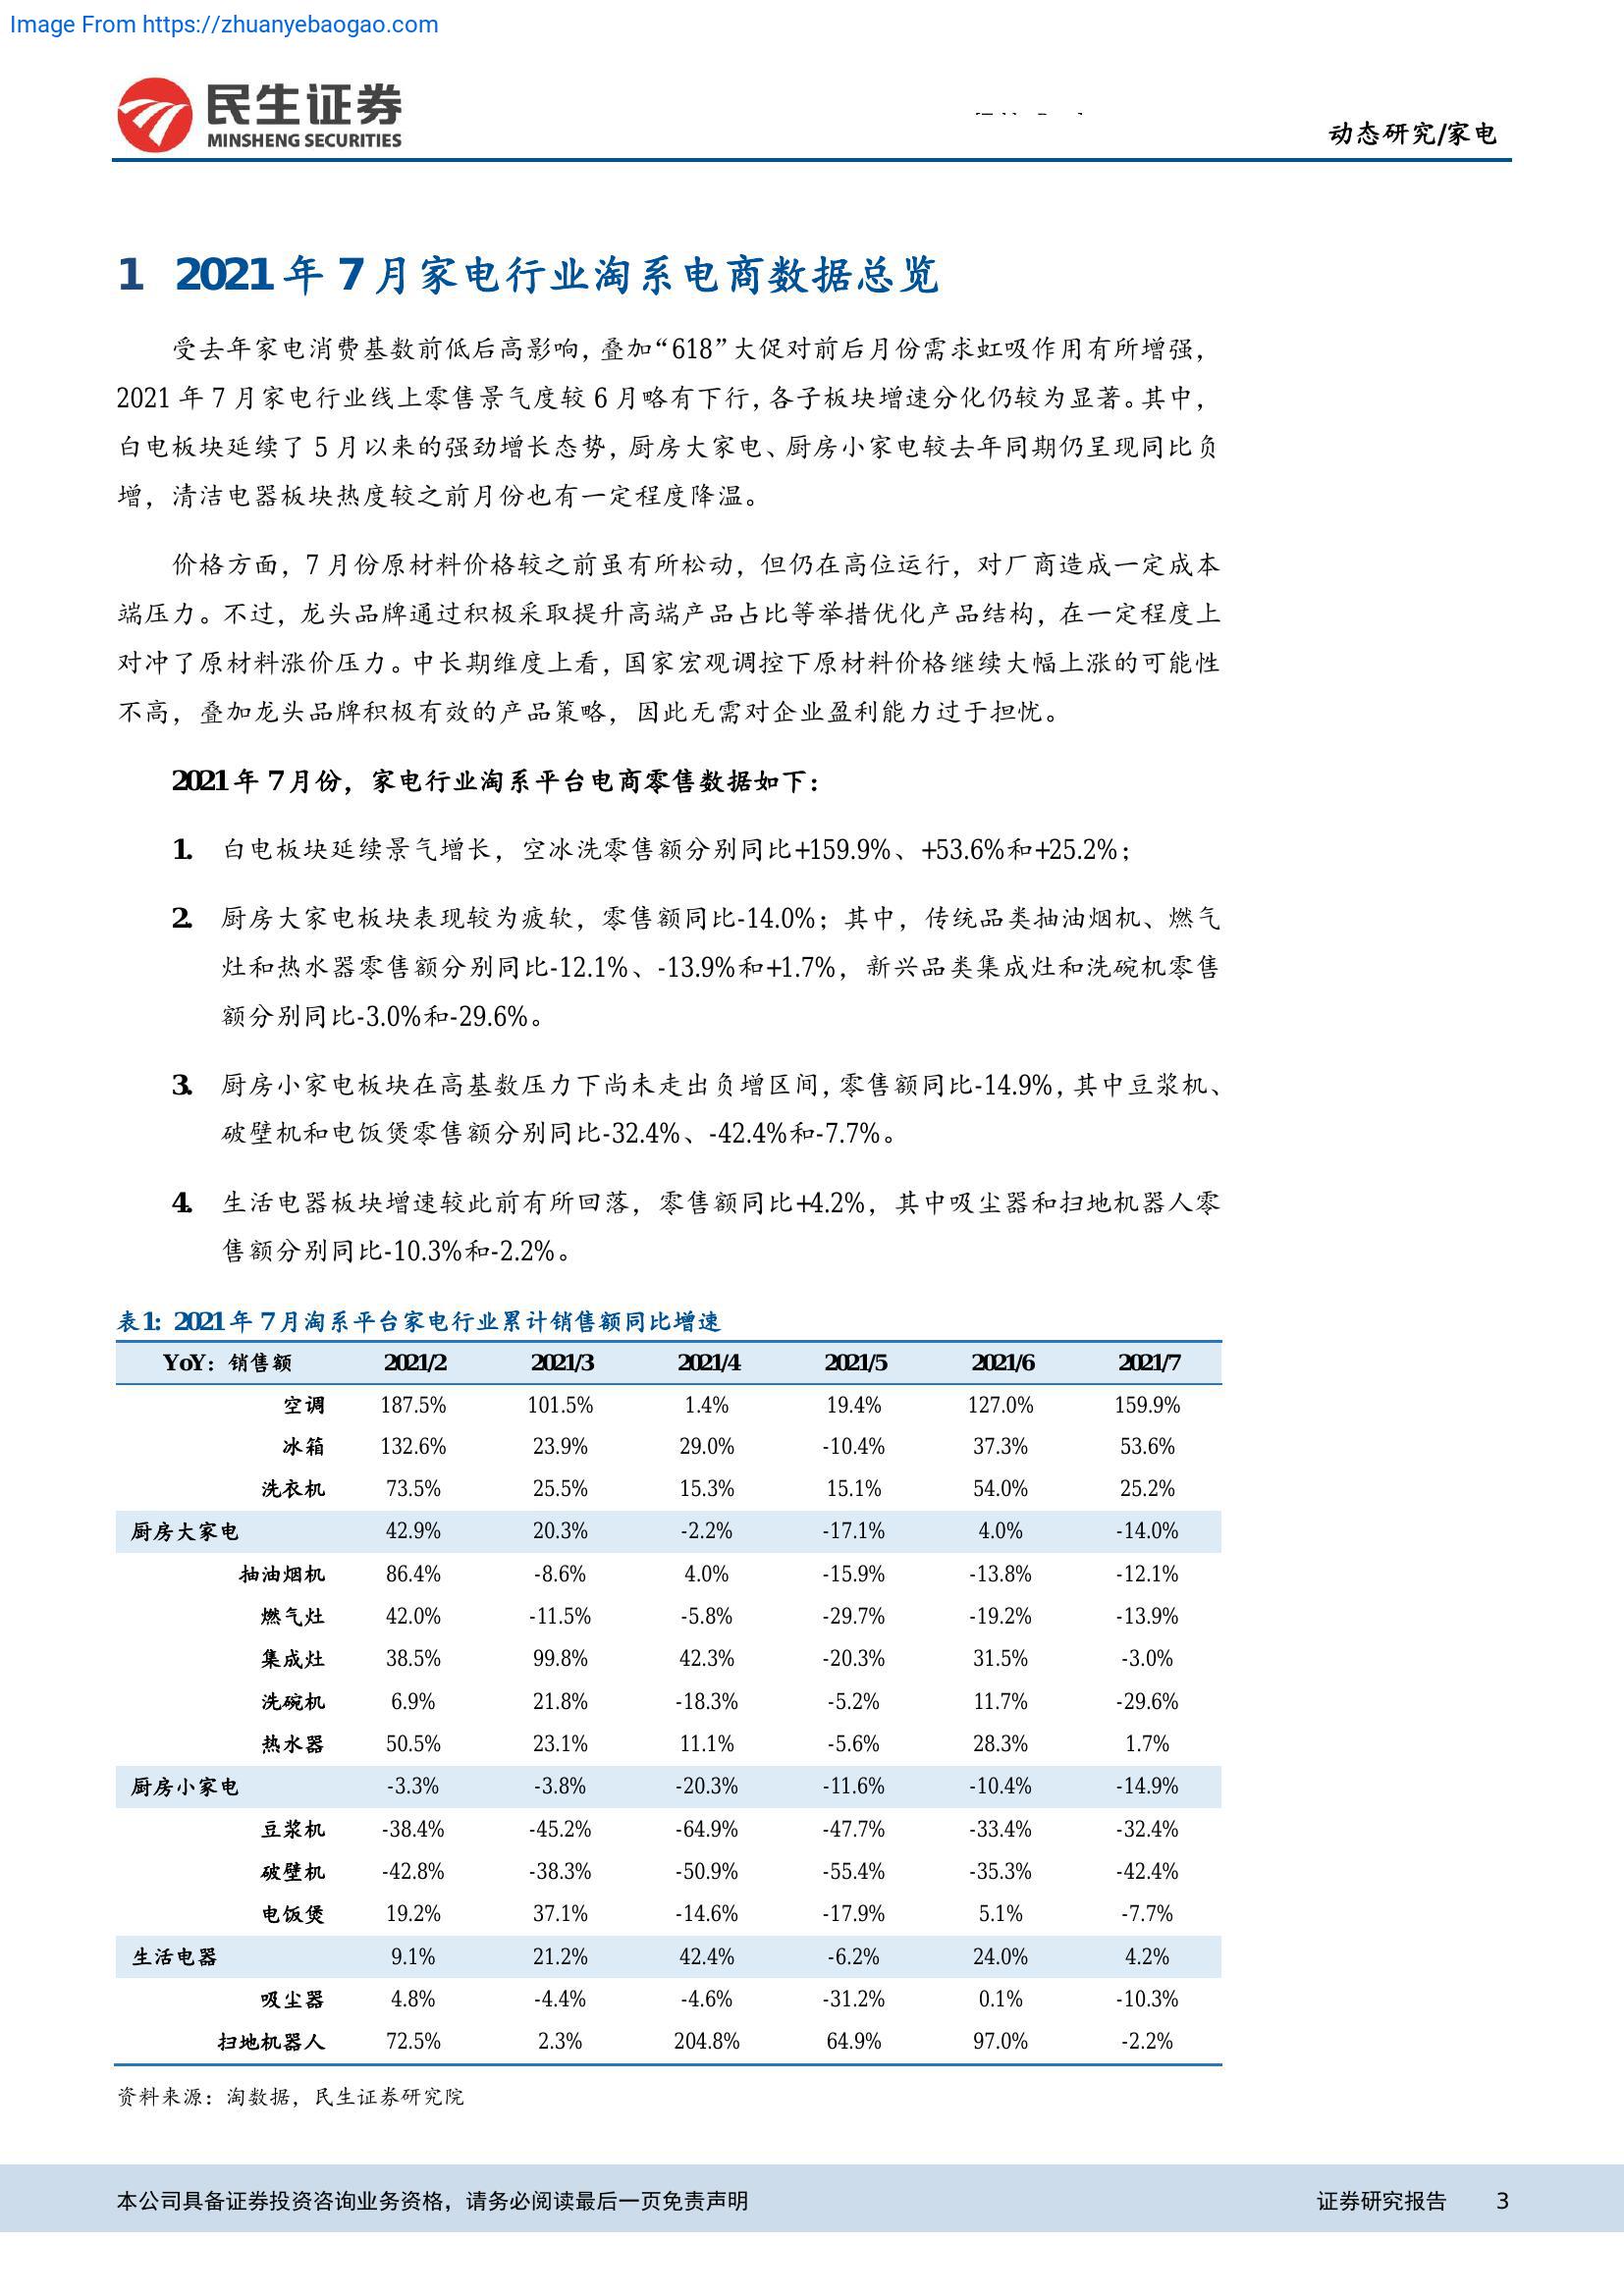 Image From https://zhuanyebaogao.com
民生证券
MINSHENG SECURITIES
动态研究/家电
1 2021 年 7 月家电行业淘系电商数据总览
受去年家电消费基数前低后高影响，叠加“618”大促对前后月份需求虹吸作用有所增强，
2021 年 7 月家电行业线上零售景气度较 6 月略有下行，各子板块增速分化仍较为显著。其中，
白电板块延续了 5 月以来的强劲增长态势，厨房大家电、厨房小家电较去年同期仍呈现同比负
增，清洁电器板块热度较之前月份也有一定程度降温。
价格方面，7 月份原材料价格较之前虽有所松动，但仍在高位运行，对厂商造成一定成本
端压力。不过，龙头品牌通过积极采取提升高端产品占比等举措优化产品结构，在一定程度上
对冲了原材料涨价压力。中长期维度上看，国家宏观调控下原材料价格继续大幅上涨的可能性
不高，叠加龙头品牌积极有效的产品策略，因此无需对企业盈利能力过于担忧。
2021 年 7 月份，家电行业淘系平台电商零售数据如下：
1. 白电板块延续景气增长，空冰洗零售额分别同比+159.9%、+53.6%和+25.2%；
2. 厨房大家电板块表现较为疲软，零售额同比-14.0%；其中，传统品类抽油烟机、燃气
灶和热水器零售额分别同比-12.1%、-13.9%和+1.7%，新兴品类集成灶和洗碗机零售
额分别同比-3.0%和-29.6%。
3. 厨房小家电板块在高基数压力下尚未走出负增区间，零售额同比-14.9%，其中豆浆机、
破壁机和电饭煲零售额分别同比-32.4%、-42.4%和-7.7%。
4. 生活电器板块增速较此前有所回落，零售额同比+4.2%，其中吸尘器和扫地机器人零
售额分别同比-10.3%和-2.2%。
表1：2021 年 7 月淘系平台家电行业累计销售额同比增速
YoY：销售额 2021/2 2021/3 2021/4 2021/5 2021/6 2021/7
空调 187.5% 101.5% 1.4% 19.4% 127.0% 159.9%
冰箱 132.6% 23.9% 29.0% -10.4% 37.3% 53.6%
洗衣机 73.5% 25.5% 15.3% 15.1% 54.0% 25.2%
厨房大家电 42.9% 20.3% -2.2% -17.1% 4.0% -14.0%
抽油烟机 86.4% -8.6% 4.0% -15.9% -13.8% -12.1%
燃气灶 42.0% -11.5% -5.8% -29.7% -19.2% -13.9%
集成灶 38.5% 99.8% 42.3% -20.3% 31.5% -3.0%
洗碗机 6.9% 21.8% -18.3% -5.2% 11.7% -29.6%
热水器 50.5% 23.1% 11.1% -5.6% 28.3% 1.7%
厨房小家电 -3.3% -3.8% -20.3% -11.6% -10.4% -14.9%
豆浆机 -38.4% -45.2% -64.9% -47.7% -33.4% -32.4%
破壁机 -42.8% -38.3% -50.9% -55.4% -35.3% -42.4%
电饭煲 19.2% 37.1% -14.6% -17.9% 5.1% -7.7%
生活电器 9.1% 21.2% 42.4% -6.2% 24.0% 4.2%
吸尘器 4.8% -4.4% -4.6% -31.2% 0.1% -10.3%
扫地机器人 72.5% 2.3% 204.8% 64.9% 97.0% -2.2%
资料来源：淘数据，民生证券研究院
本公司具备证券投资咨询业务资格，请务必阅读最后一页免责声明 证券研究报告 3